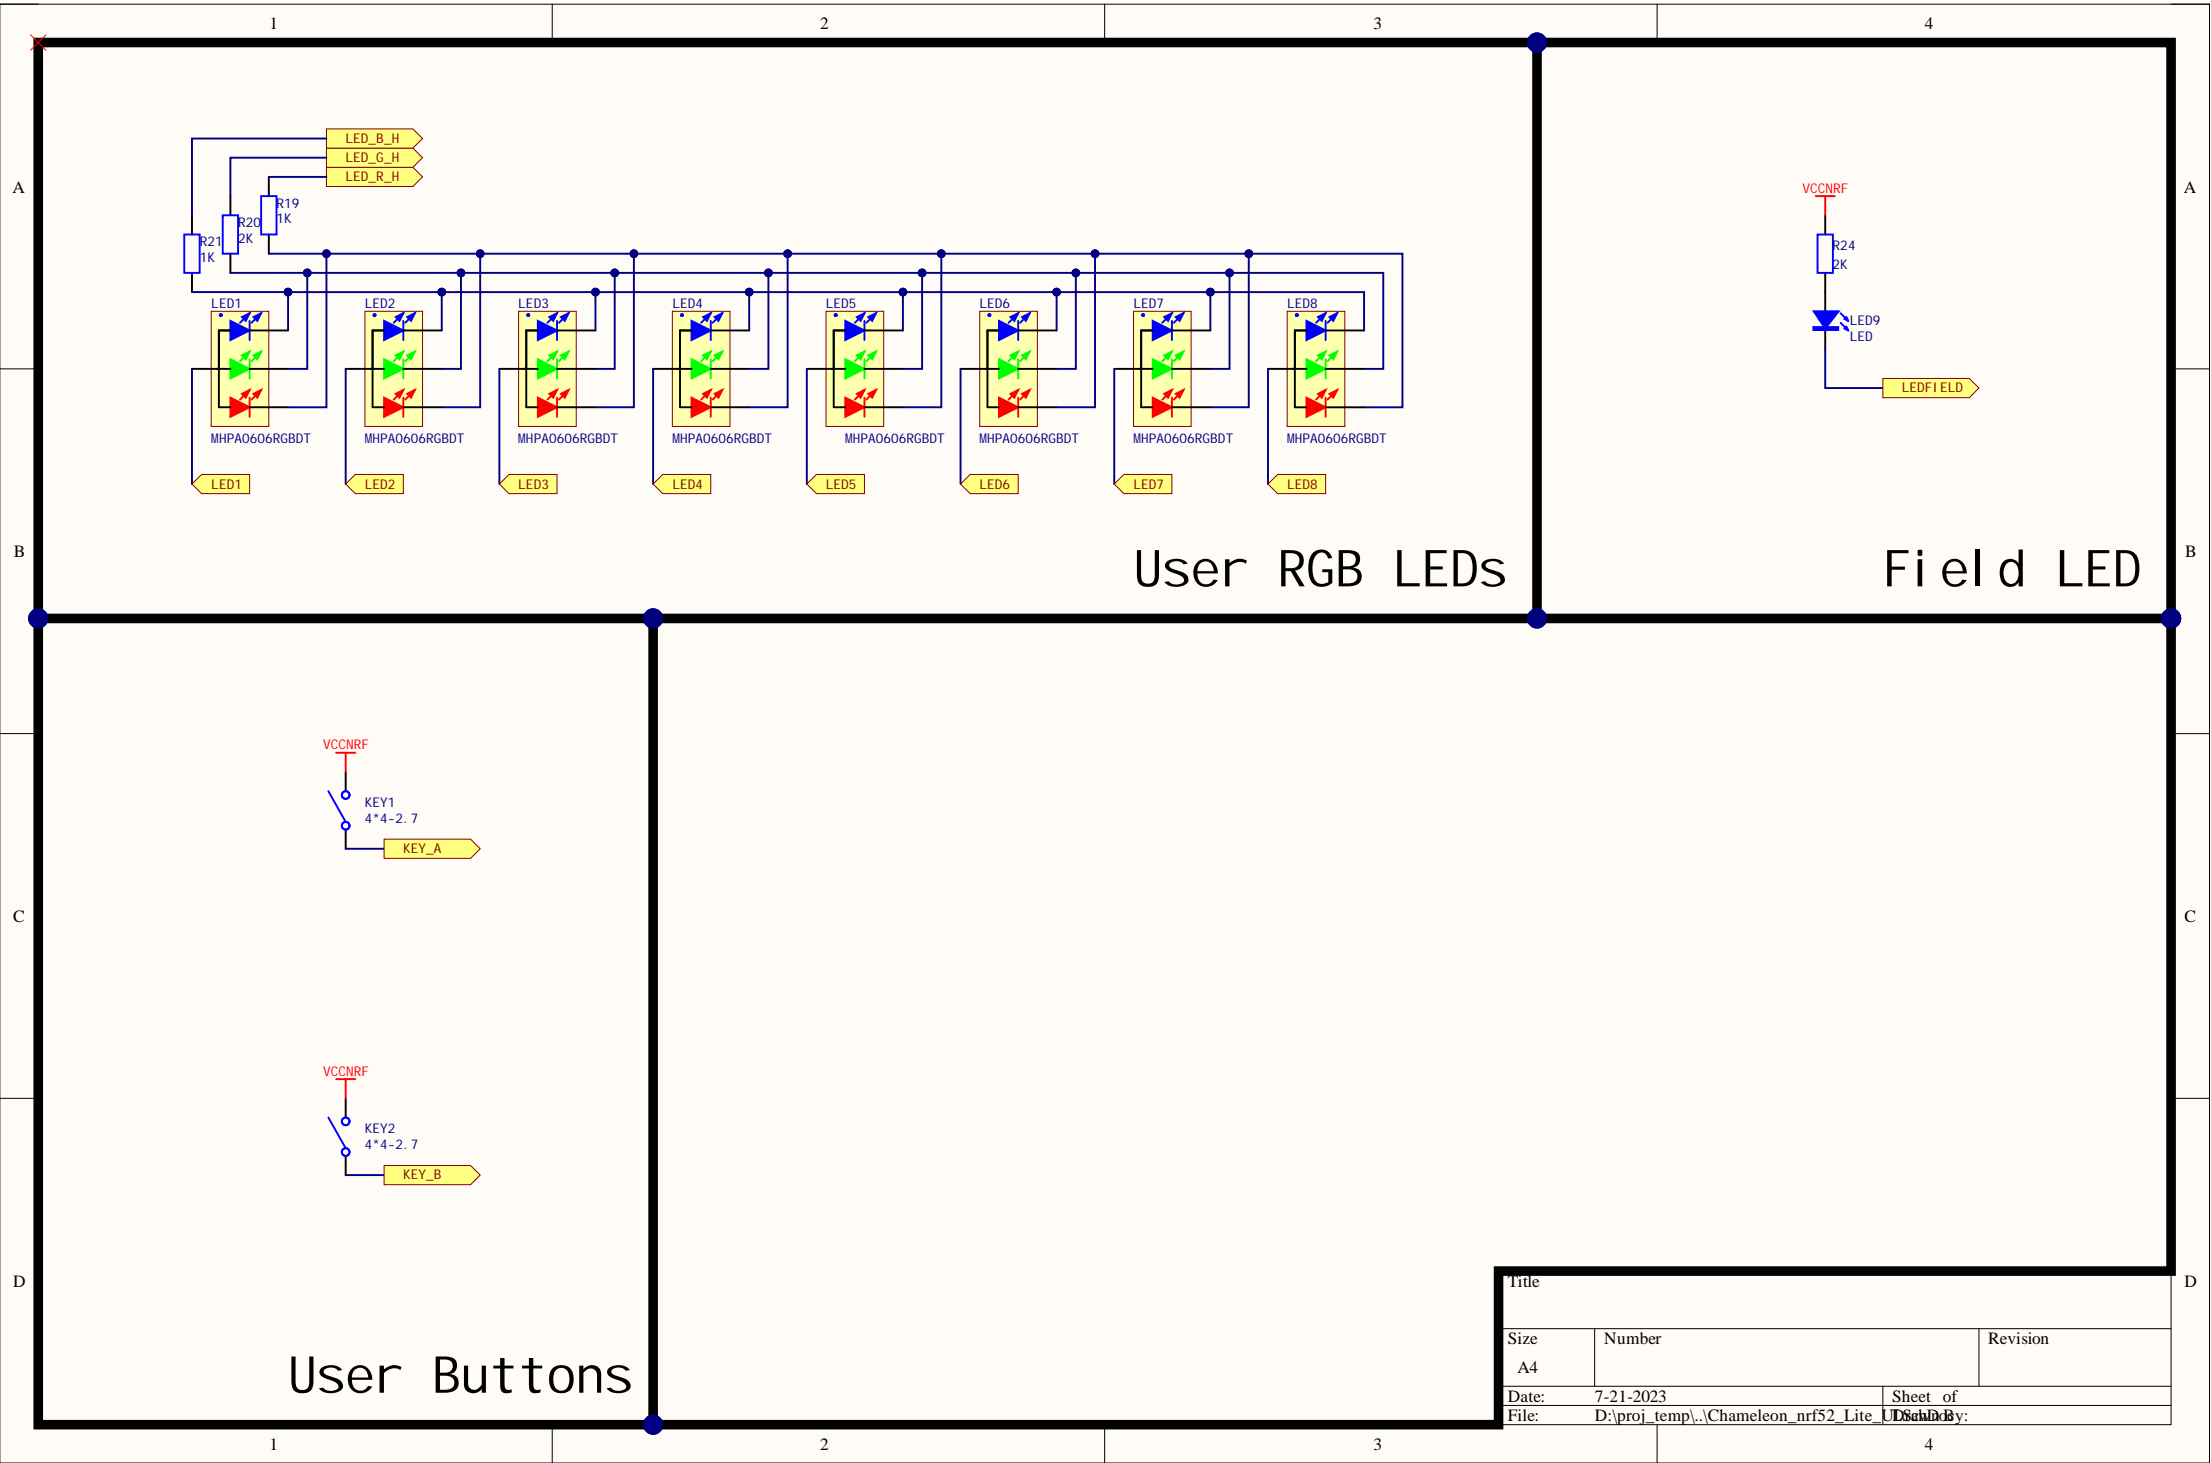 1 2 3 4
A A
B B
C C
D D
1 2 3 4
LED_B_H
LED_G_H
LED_R_H
R19
1K
R20
2K
R21
1K
LED1 LED2 LED3 LED4 LED5 LED6 LED7 LED8
MHPA0606RGBDT MHPA0606RGBDT MHPA0606RGBDT MHPA0606RGBDT MHPA0606RGBDT MHPA0606RGBDT MHPA0606RGBDT MHPA0606RGBDT
LED1 LED2 LED3 LED4 LED5 LED6 LED7 LED8
User RGB LEDs
VCCNRF
R24
2K
LED9
LED
LEDFIELD
Field LED
VCCNRF
KEY1
4*4-2.7
KEY_A
VCCNRF
KEY2
4*4-2.7
KEY_B
User Buttons
Title
Size Number Revision
A4
Date: 7-21-2023 Sheet of
File: D:\proj_temp\..\Chameleon_nrf52_Lite_ By: